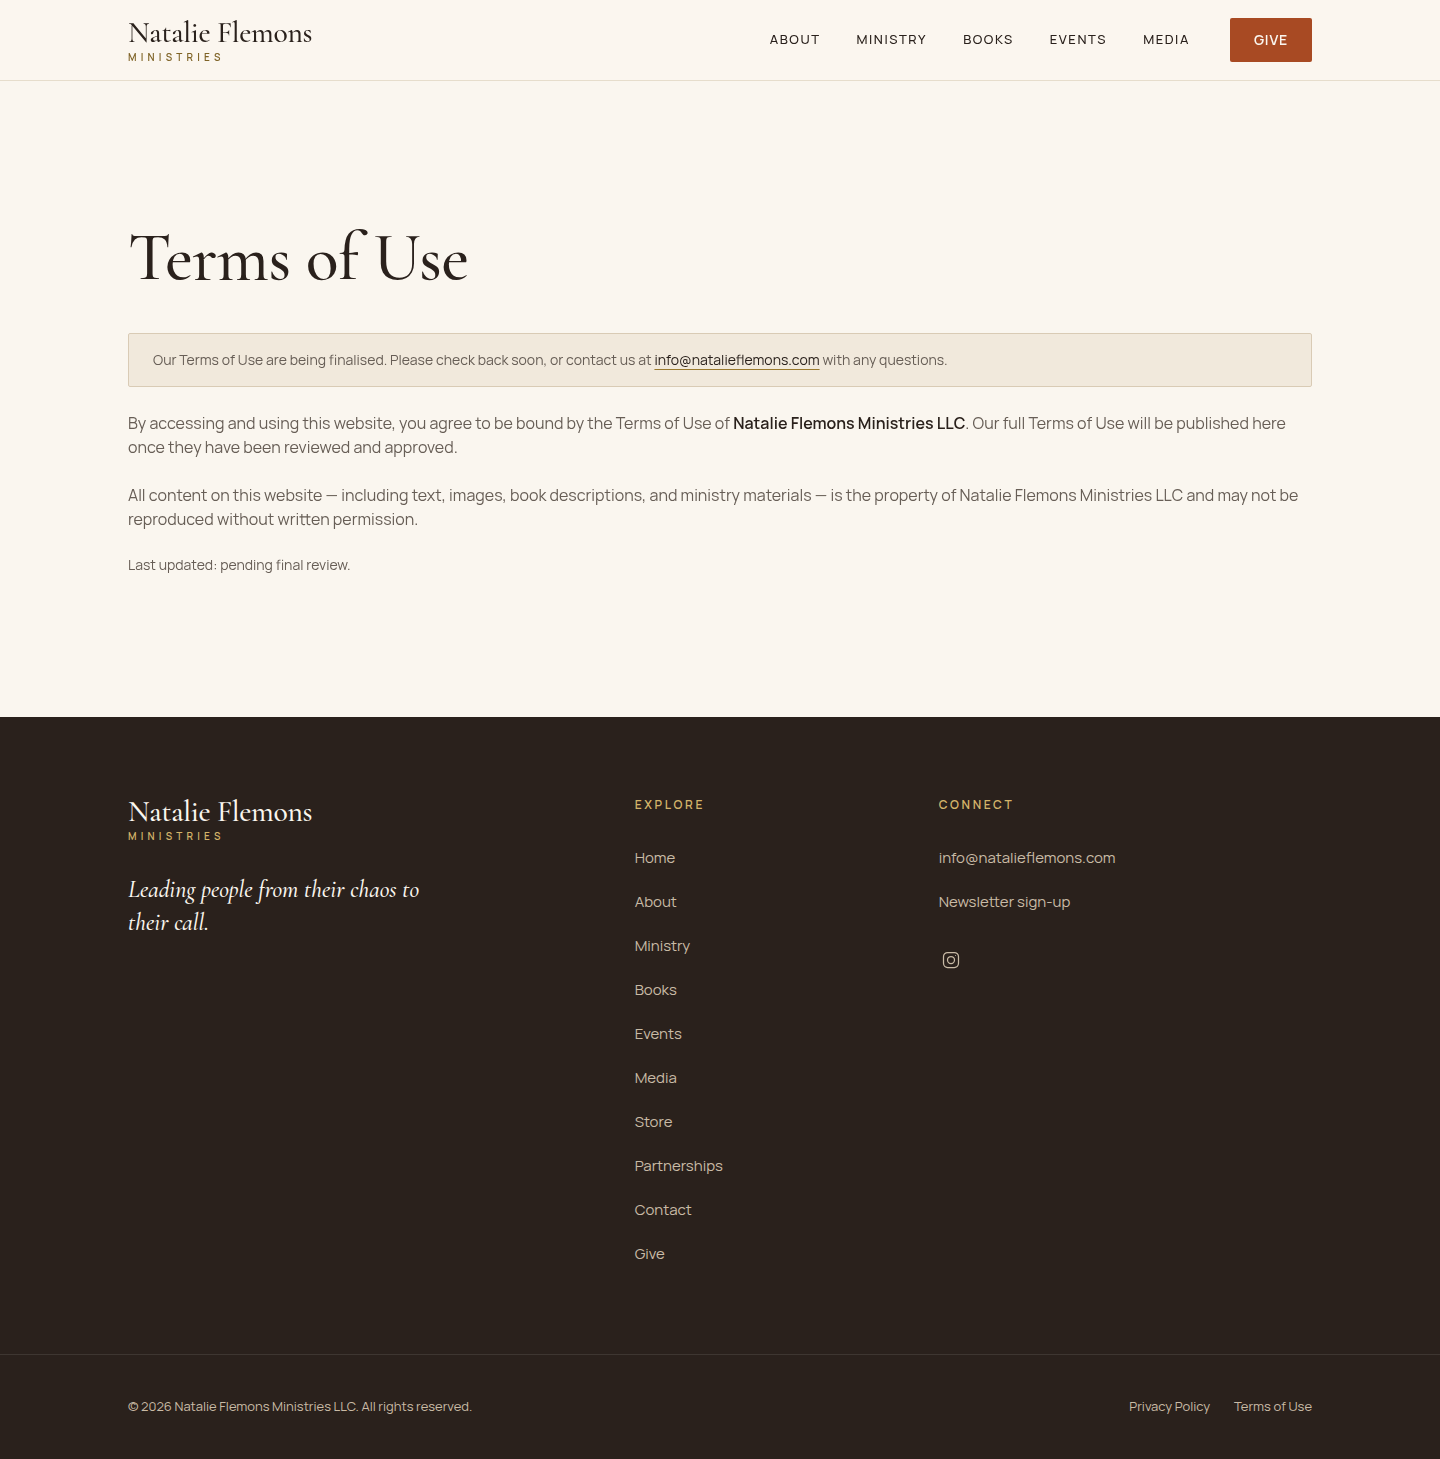 Natalie Flemons
MINISTRIES
ABOUT
MINISTRY
BOOKS
EVENTS
MEDIA
GIVE
Terms of Use
Our Terms of Use are being finalised. Please check back soon, or contact us at info@natalieflemons.com with any questions.
By accessing and using this website, you agree to be bound by the Terms of Use of Natalie Flemons Ministries LLC. Our full Terms of Use will be published here
once they have been reviewed and approved.
All content on this website — including text, images, book descriptions, and ministry materials — is the property of Natalie Flemons Ministries LLC and may not be
reproduced without written permission.
Last updated: pending final review.
Natalie Flemons
MINISTRIES
Leading people from their chaos to
their call.
EXPLORE
Home
About
Ministry
Books
Events
Media
Store
Partnerships
Contact
Give
CONNECT
info@natalieflemons.com
Newsletter sign-up
© 2026 Natalie Flemons Ministries LLC. All rights reserved.
Privacy Policy
Terms of Use